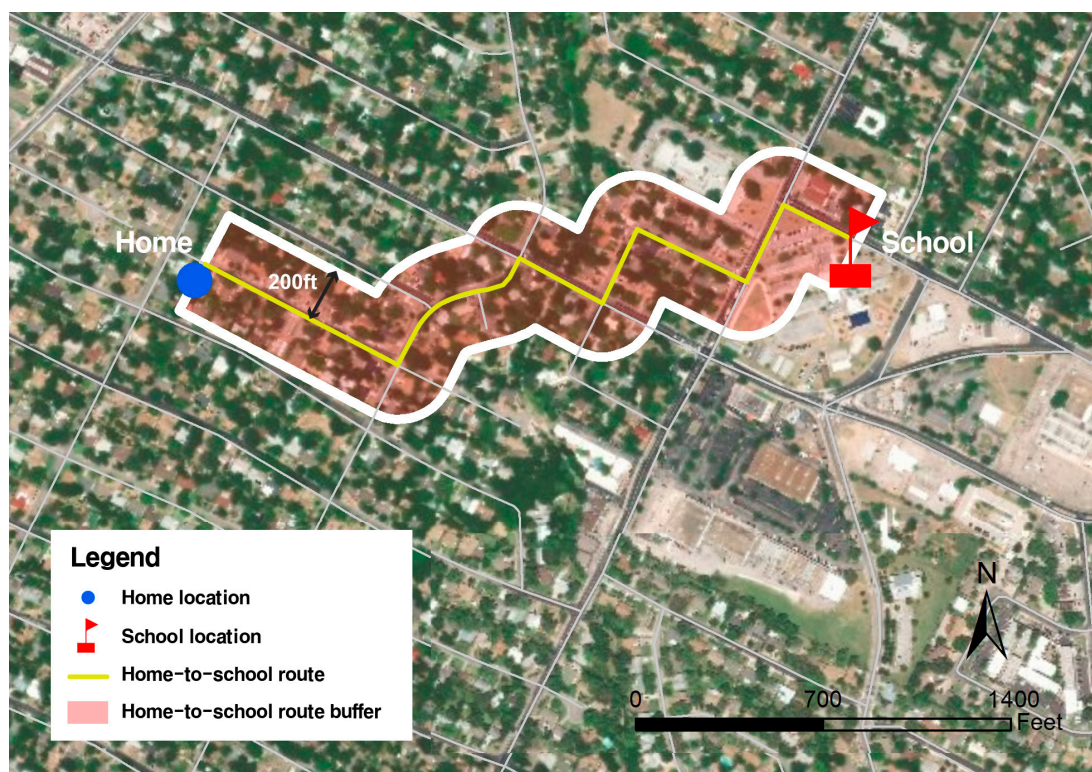 Home
200ft
School
Legend
Home location
School location
Home-to-school route
Home-to-school route buffer
N
0 700 1400
Feet